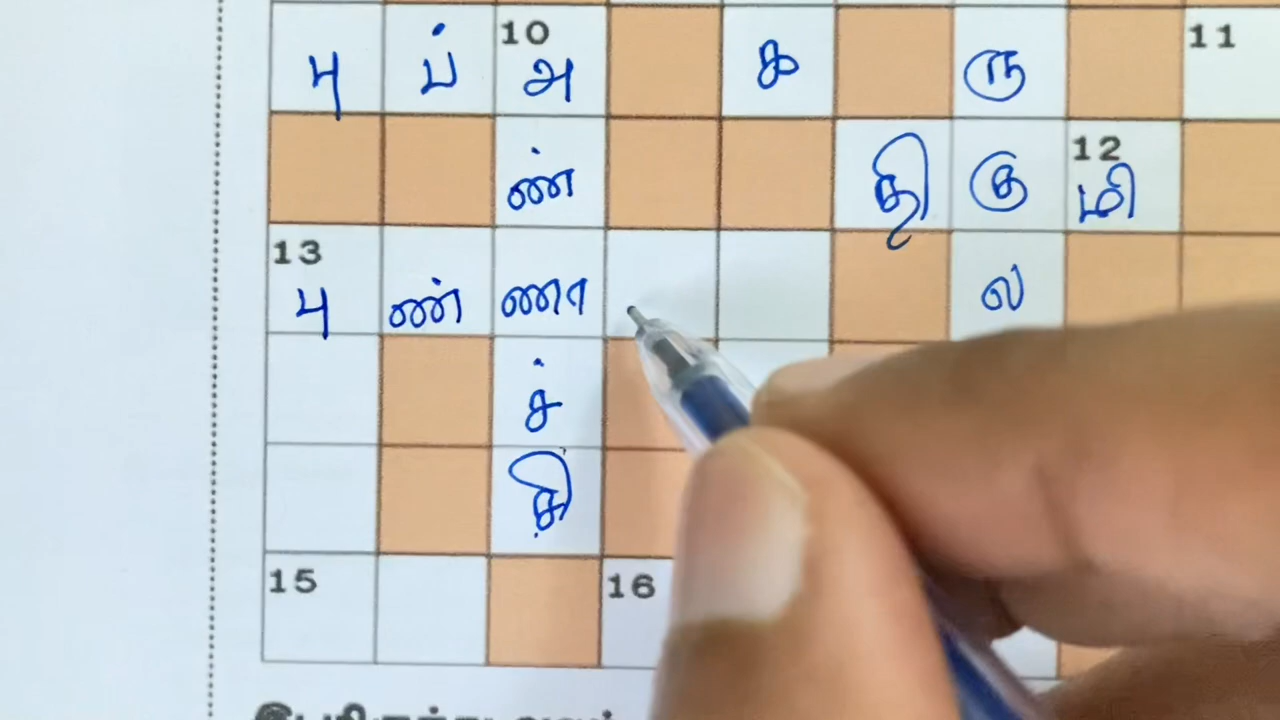 10 11
பு ப் அ க ரு
12
ண் தி கு மி
13
பு ண் ணா ல
ச்
சி
15 16